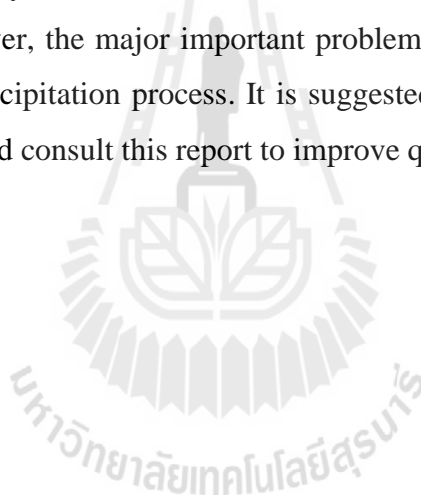 er, the major important problem
cipitation process. It is suggested
d consult this report to improve q
มหาวิทยาลัยเทคโนโลยีสุรนารี